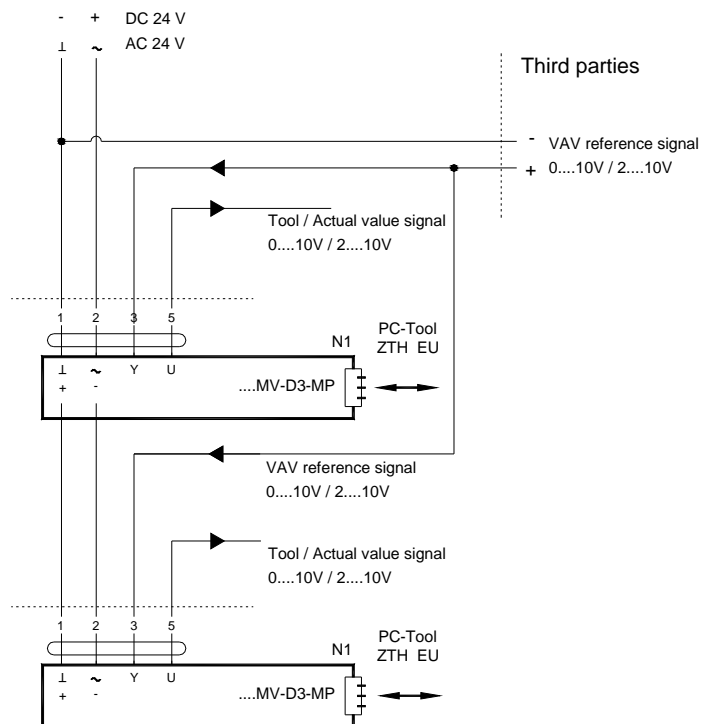 - + DC 24 V
⊥ ~ AC 24 V
Third parties
- VAV reference signal
+ 0....10V / 2....10V
Tool / Actual value signal
0....10V / 2....10V
1 2 3 5
N1
PC-Tool
ZTH EU
⊥ ~ Y U
+ -
....MV-D3-MP
VAV reference signal
0....10V / 2....10V
Tool / Actual value signal
0....10V / 2....10V
1 2 3 5
N1
PC-Tool
ZTH EU
⊥ ~ Y U
+ -
....MV-D3-MP